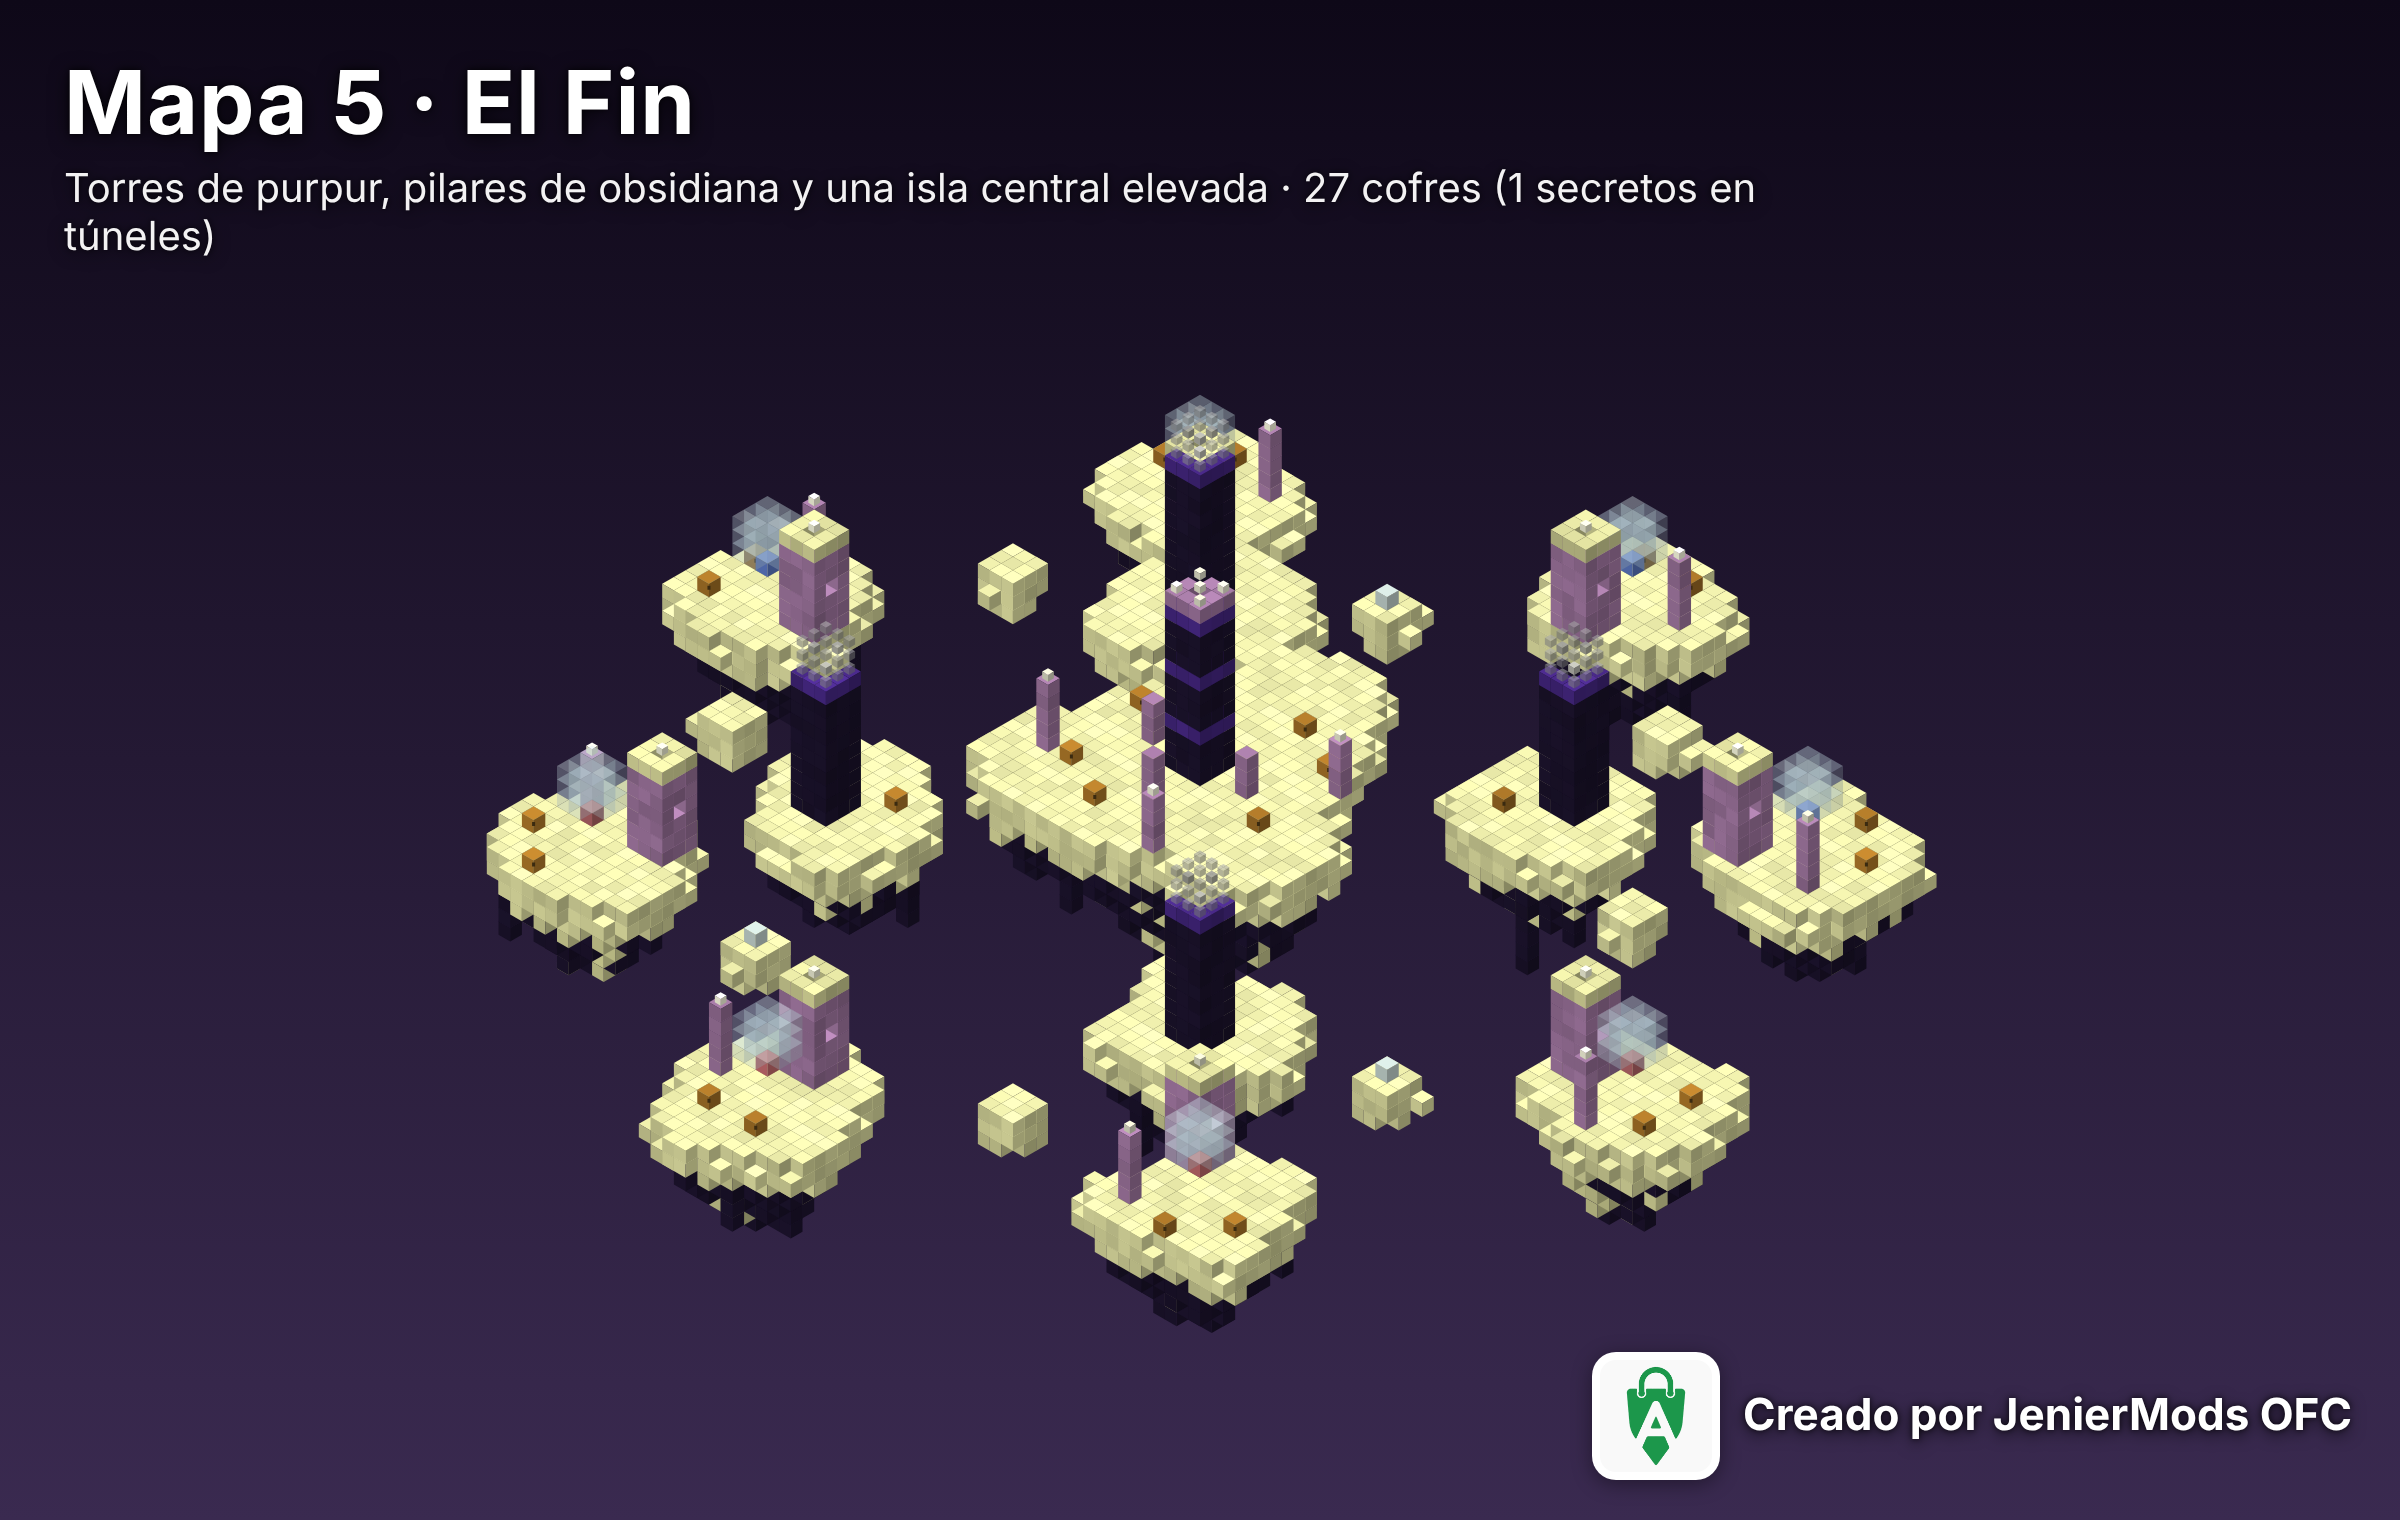 Mapa 5 · El Fin
Torres de purpur, pilares de obsidiana y una isla central elevada · 27 cofres (1 secretos en
túneles)
A
Creado por JenierMods OFC